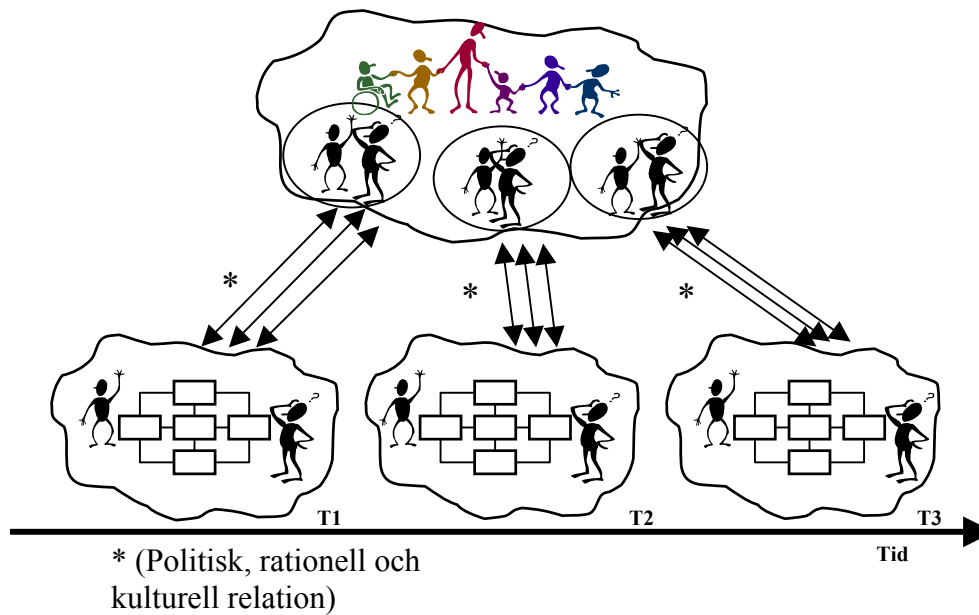 ?
?
?
*
*
*
?
?
?
T1
T2
T3
Tid
* (Politisk, rationell och
kulturell relation)